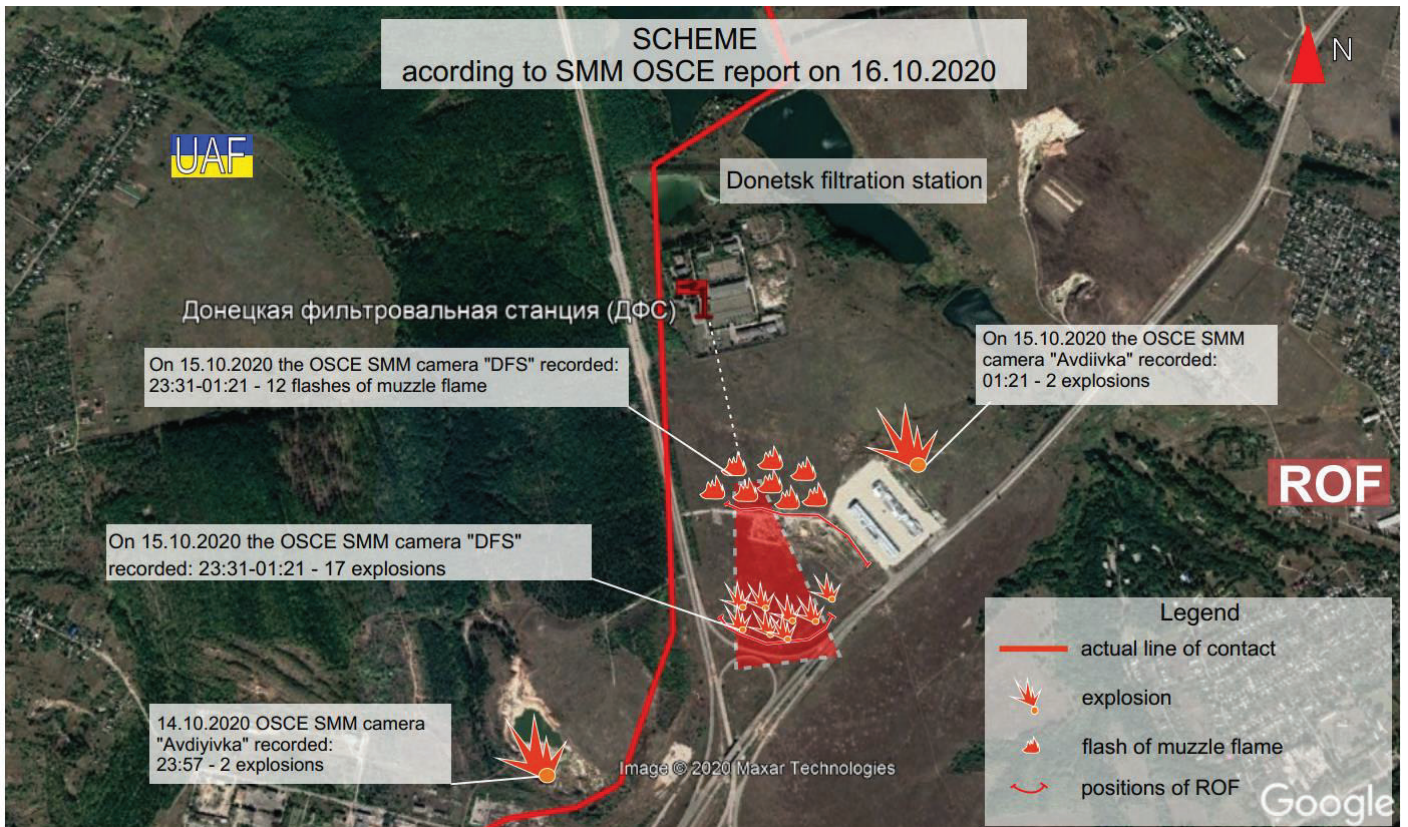 SCHEME
acording to SMM OSCE report on 16.10.2020
N
UAF
Donetsk filtration station
Донецкая фильтровальная станция (ДФС)
On 15.10.2020 the OSCE SMM camera "DFS" recorded:
23:31-01:21 - 12 flashes of muzzle flame
On 15.10.2020 the OSCE SMM
camera "Avdiivka" recorded:
01:21 - 2 explosions
ROF
On 15.10.2020 the OSCE SMM camera "DFS"
recorded: 23:31-01:21 - 17 explosions
14.10.2020 OSCE SMM camera
"Avdiyivka" recorded:
23:57 - 2 explosions
Legend
actual line of contact
explosion
flash of muzzle flame
positions of ROF
Image © 2020 Maxar Technologies
Google